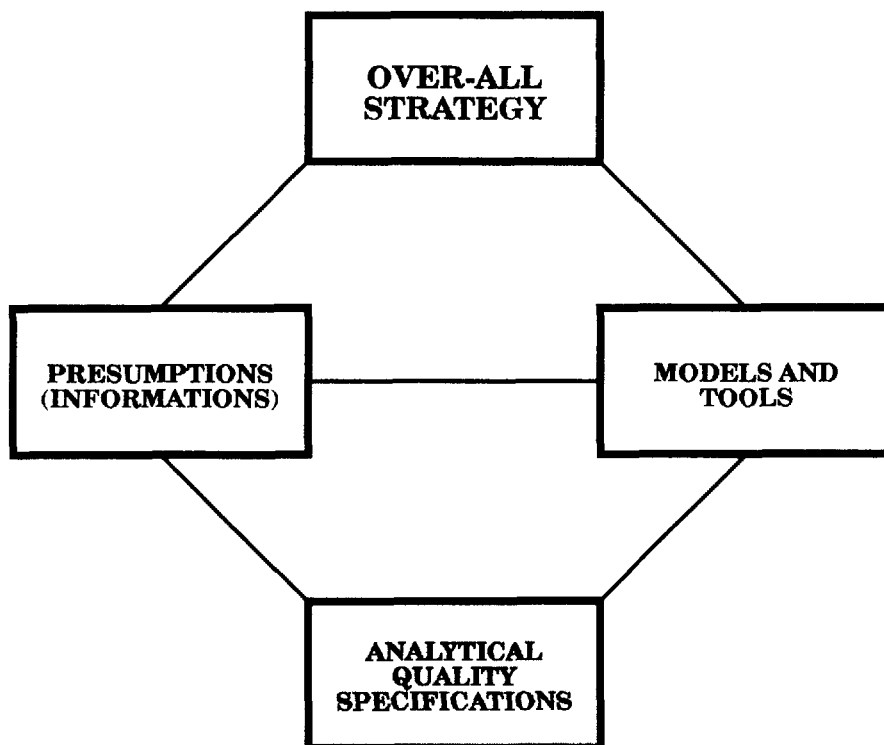 OVER-ALL
STRATEGY
PRESUMPTIONS
(INFORMATIONS)
MODELS AND
TOOLS
ANALYTICAL
QUALITY
SPECIFICATIONS